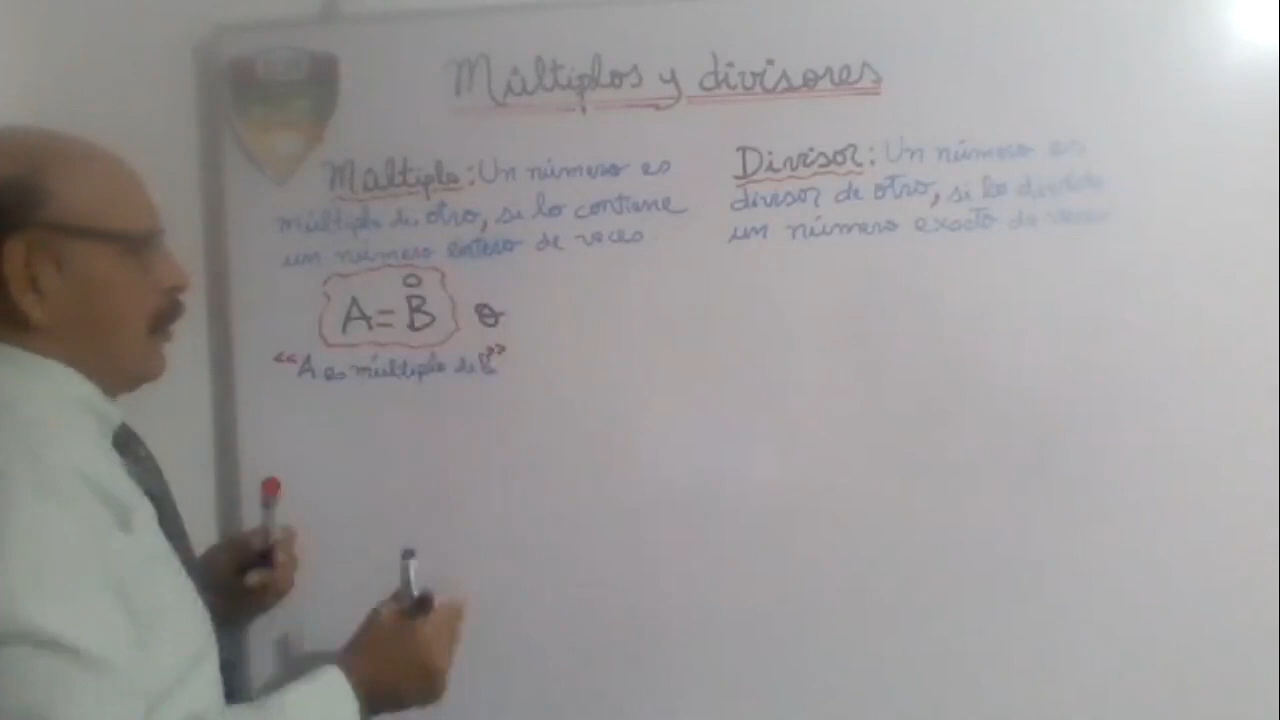 Múltiplos y divisores
Múltiplo: Un número es
múltiplo de otro, si lo contiene
un número entero de veces
A = B̊ o
"A es múltiplo de B"
Divisor: Un número es
divisor de otro, si lo divide
un número exacto de veces